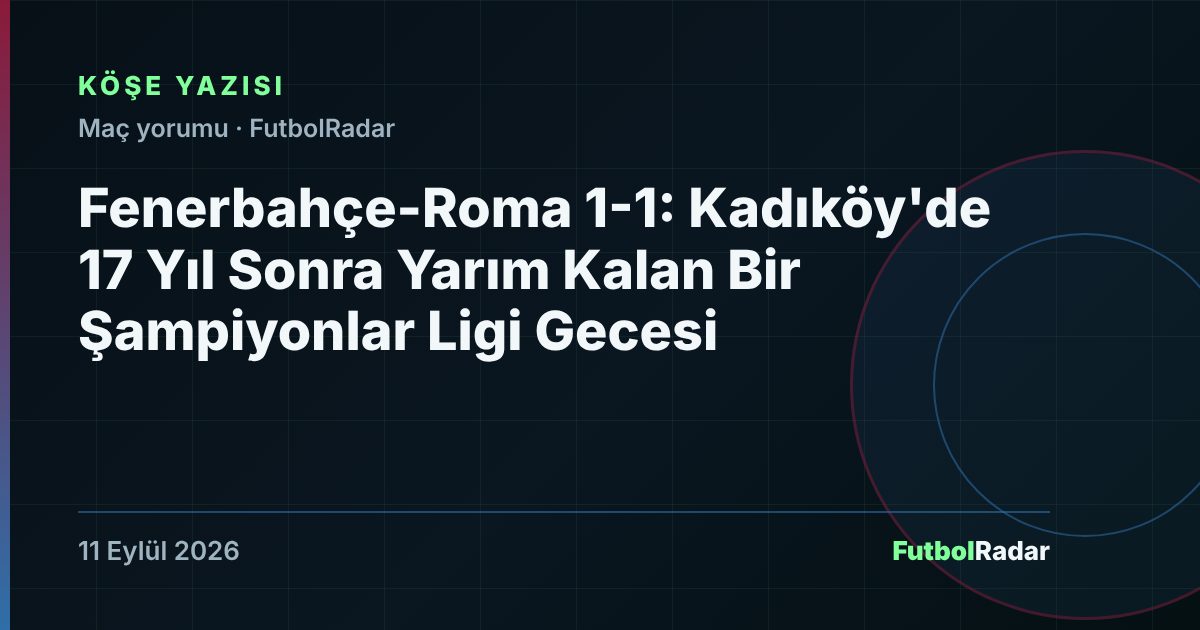 KÖŞE YAZISI
Maç yorumu · FutbolRadar
Fenerbahçe-Roma 1-1: Kadıköy'de
17 Yıl Sonra Yarım Kalan Bir
Şampiyonlar Ligi Gecesi
11 Eylül 2026
FutbolRadar